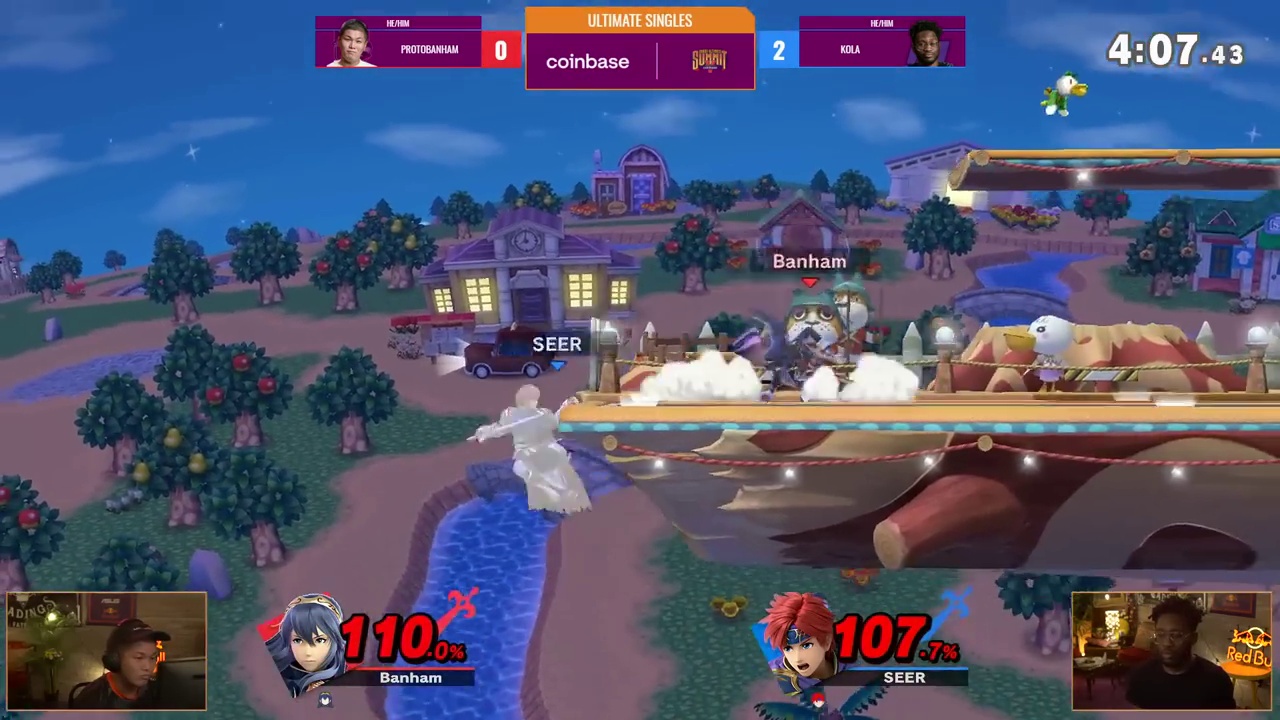 HE/HIM
PROTOBANHAM
0
ULTIMATE SINGLES
coinbase
SUMMIT
2
HE/HIM
KOLA
4:07.43
Banham
SEER
110.0%
Banham
107.7%
SEER
Red Bu